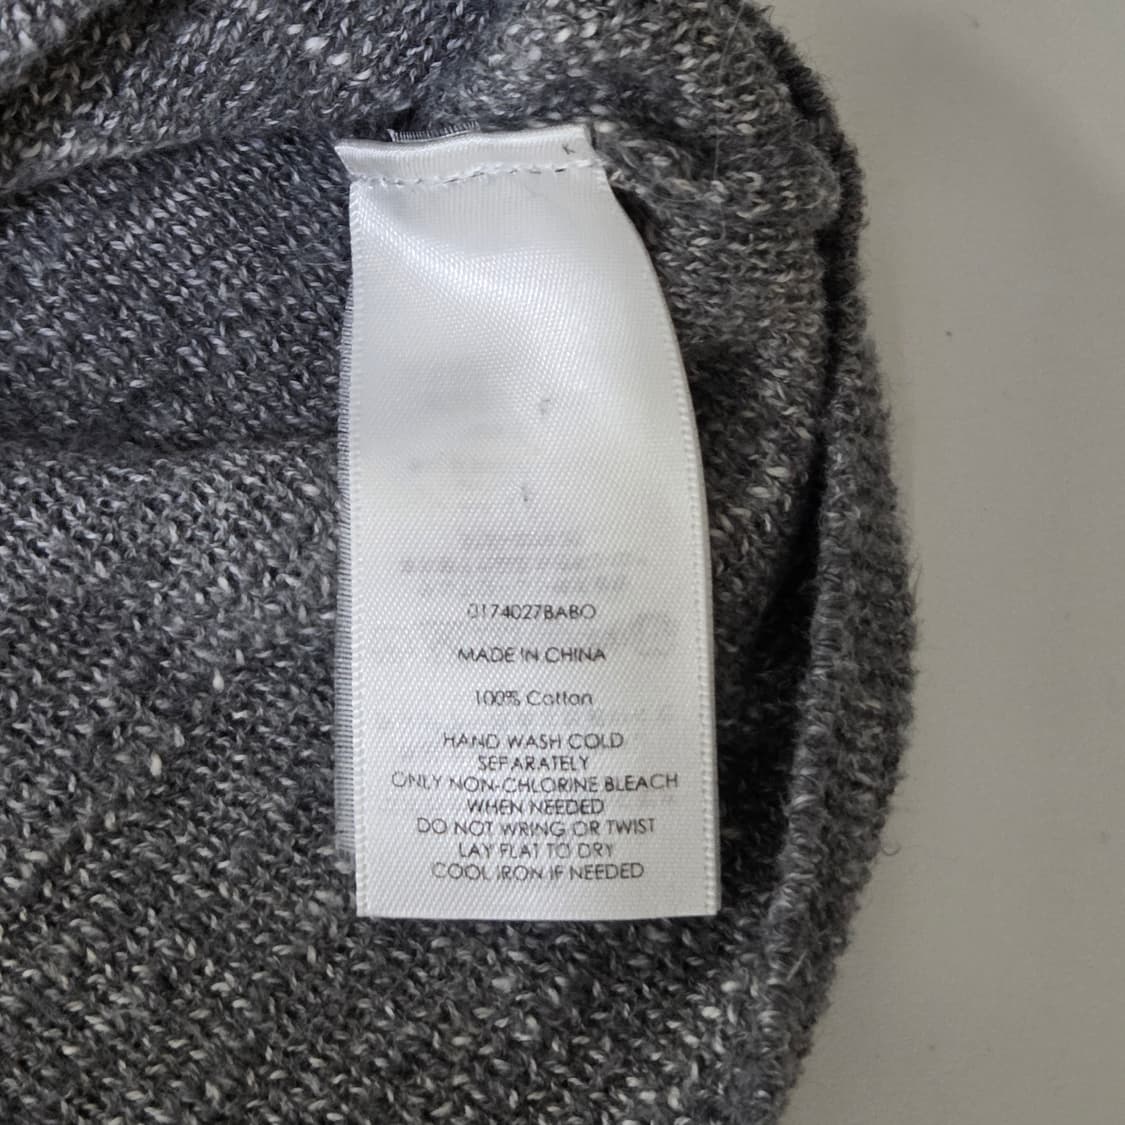 K
0174027BABO
MADE IN CHINA
100% Cotton
HAND WASH COLD
SEPARATELY
ONLY NON-CHLORINE BLEACH
WHEN NEEDED
DO NOT WRING OR TWIST
LAY FLAT TO DRY
COOL IRON IF NEEDED